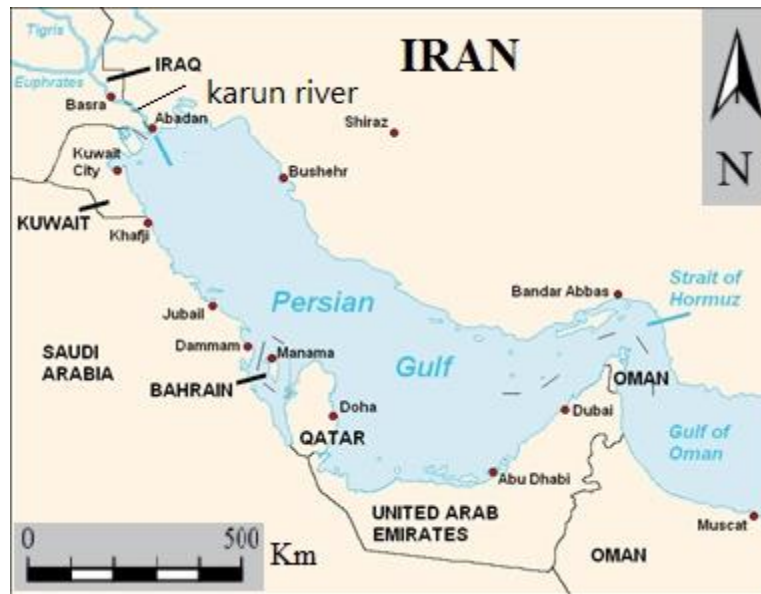 Tigris
IRAN
IRAQ
Euphrates
karun river
Basra
Abadan
Shiraz
N
Kuwait
City
Bushehr
KUWAIT
Khafji
Strait of
Hormuz
Bandar Abbas
Persian
Jubail
Dammam
Manama
SAUDI
ARABIA
Gulf
BAHRAIN
OMAN
Doha
Dubai
QATAR
Gulf of
Oman
Abu Dhabi
UNITED ARAB
EMIRATES
Muscat
0 500
Km
OMAN